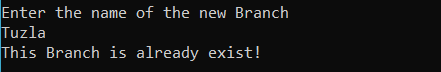 Enter the name of the new Branch
Tuzla
This Branch is already exist!